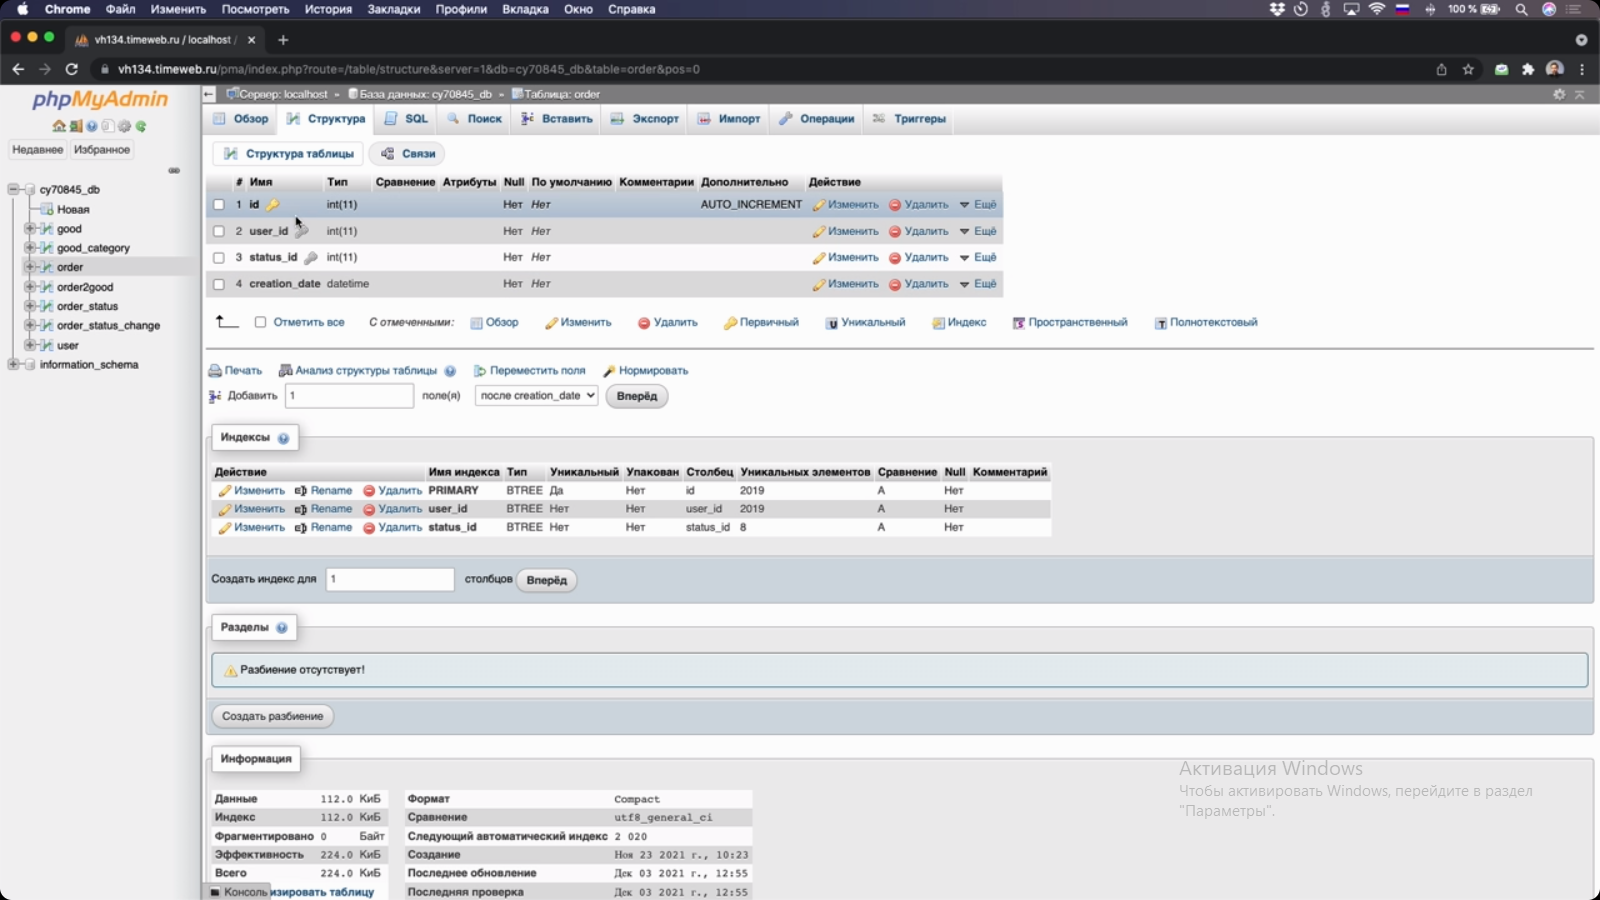 Chrome Файл Изменить Посмотреть История Закладки Профили Вкладка Окно Справка 100 %
vh134.timeweb.ru / localhost /
vh134.timeweb.ru/pma/index.php?route=/table/structure&server=1&db=cy70845_db&table=order&pos=0
phpMyAdmin
Недавнее Избранное
cy70845_db
Новая
good
good_category
order
order2good
order_status
order_status_change
user
information_schema
Сервер: localhost » База данных: cy70845_db » Таблица: order
Обзор Структура SQL Поиск Вставить Экспорт Импорт Операции Триггеры
Структура таблицы Связи
# Имя Тип Сравнение Атрибуты Null По умолчанию Комментарии Дополнительно Действие
1 id int(11) Нет Нет AUTO_INCREMENT Изменить Удалить Ещё
2 user_id int(11) Нет Нет Изменить Удалить Ещё
3 status_id int(11) Нет Нет Изменить Удалить Ещё
4 creation_date datetime Нет Нет Изменить Удалить Ещё
Отметить все С отмеченными: Обзор Изменить Удалить Первичный Уникальный Индекс Пространственный Полнотекстовый
Печать Анализ структуры таблицы Переместить поля Нормировать
Добавить 1 поле(я) после creation_date Вперёд
Индексы
Действие Имя индекса Тип Уникальный Упакован Столбец Уникальных элементов Сравнение Null Комментарий
Изменить Rename Удалить PRIMARY BTREE Да Нет id 2019 A Нет
Изменить Rename Удалить user_id BTREE Нет Нет user_id 2019 A Нет
Изменить Rename Удалить status_id BTREE Нет Нет status_id 8 A Нет
Создать индекс для 1 столбцов Вперёд
Разделы
Разбиение отсутствует!
Создать разбиение
Информация
Данные 112.0 КиБ
Индекс 112.0 КиБ
Фрагментировано 0 Байт
Эффективность 224.0 КиБ
Всего 224.0 КиБ
Консоль изировать таблицу
Формат Compact
Сравнение utf8_general_ci
Следующий автоматический индекс 2 020
Создание Ноя 23 2021 г., 10:23
Последнее обновление Дек 03 2021 г., 12:55
Последняя проверка Дек 03 2021 г., 12:55
Активация Windows
Чтобы активировать Windows, перейдите в раздел
"Параметры".